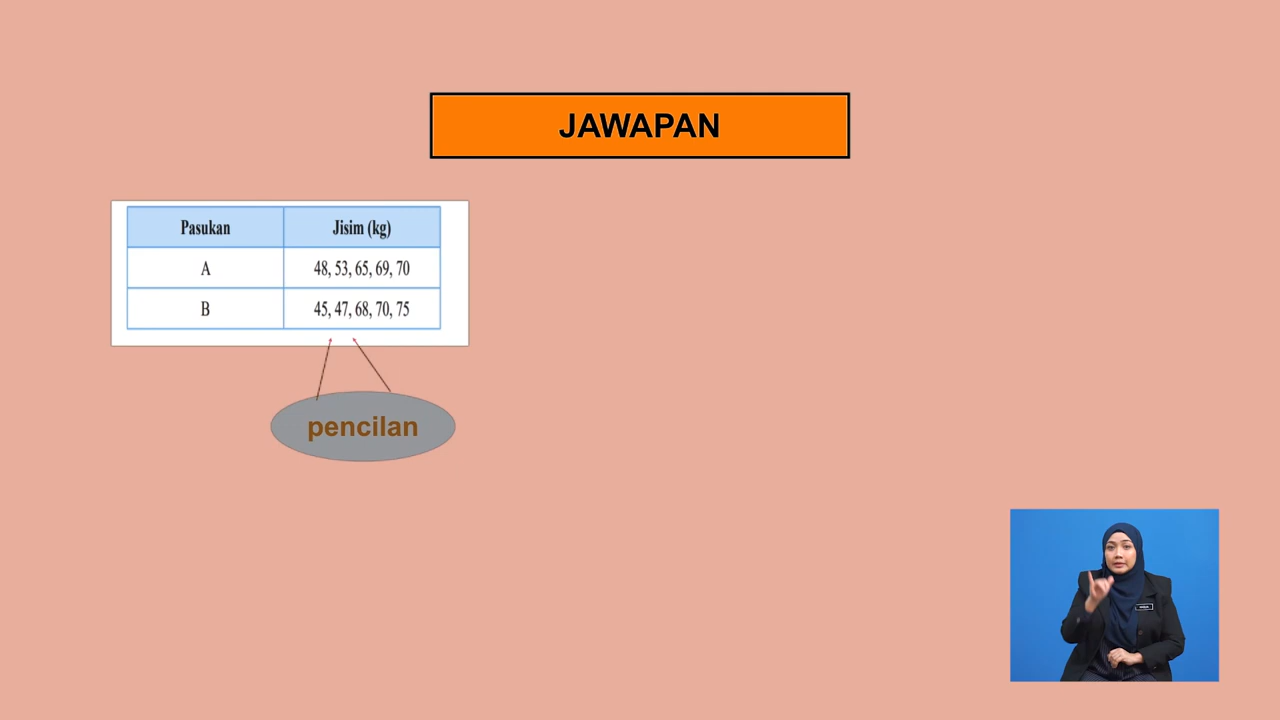 JAWAPAN
Pasukan Jisim (kg)
A 48, 53, 65, 69, 70
B 45, 47, 68, 70, 75
pencilan